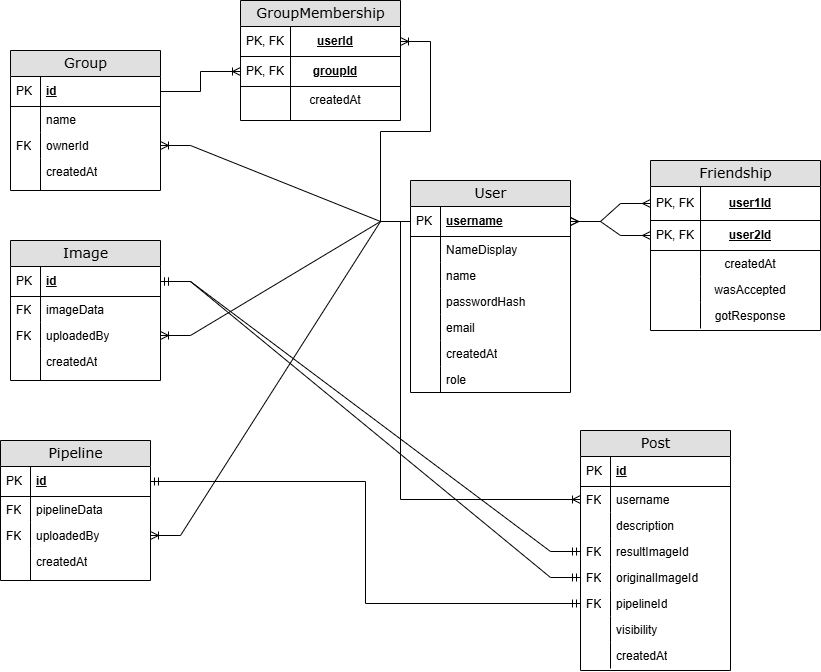 GroupMembership
PK, FK userId
PK, FK groupId
createdAt
Group
PK id
name
FK ownerId
createdAt
User
PK username
NameDisplay
name
passwordHash
email
createdAt
role
Friendship
PK, FK user1Id
PK, FK user2Id
createdAt
wasAccepted
gotResponse
Image
PK id
FK imageData
FK uploadedBy
createdAt
Pipeline
PK id
FK pipelineData
FK uploadedBy
createdAt
Post
PK id
FK username
description
FK resultImageId
FK originalImageId
FK pipelineId
visibility
createdAt